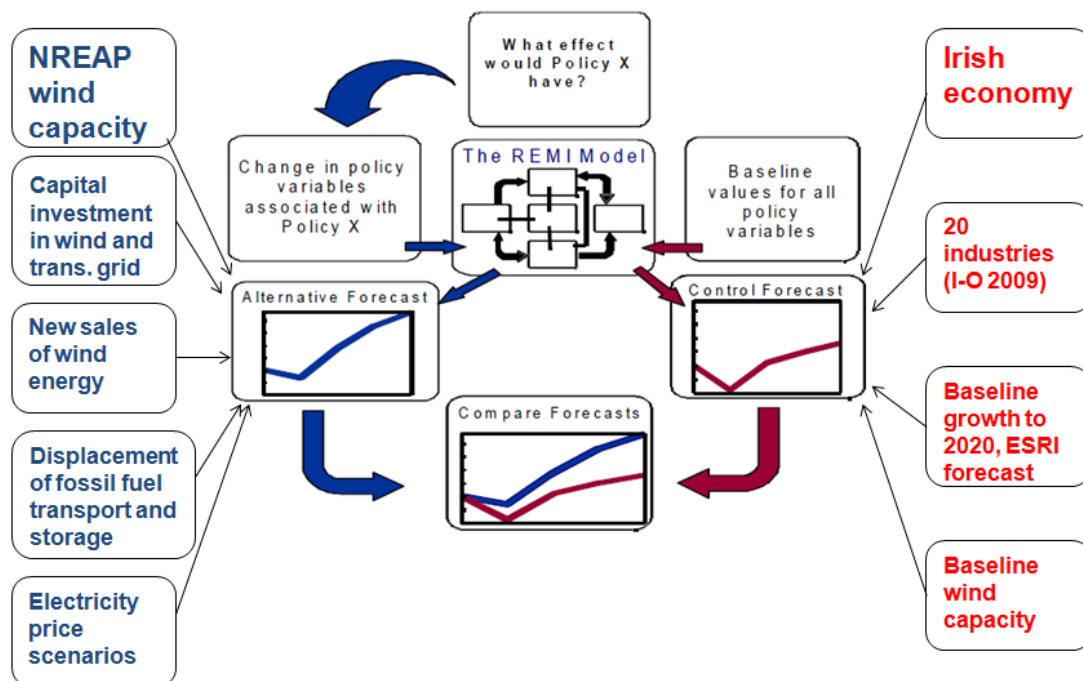 NREAP
wind
capacity
Capital
investment
in wind and
trans. grid
New sales
of wind
energy
Displacement
of fossil fuel
transport and
storage
Electricity
price
scenarios
What effect
would Policy X
have?
Change in policy
variables
associated with
Policy X
The REMI Model
Baseline
values for all
policy
variables
Alternative Forecast
Control Forecast
Compare Forecasts
Irish
economy
20
industries
(I-O 2009)
Baseline
growth to
2020, ESRI
forecast
Baseline
wind
capacity